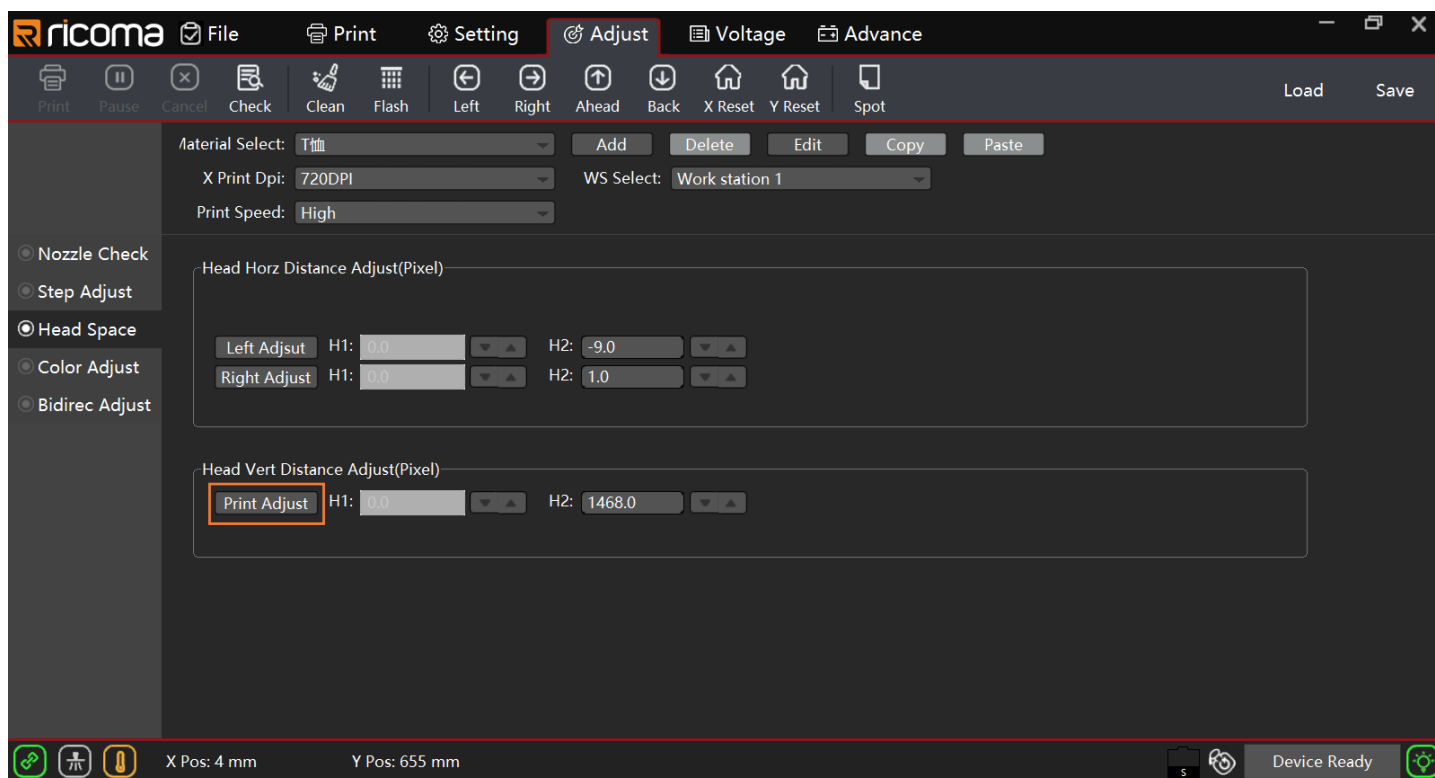 ricoma File Print Setting Adjust Voltage Advance
Print Pause Cancel Check Clean Flash Left Right Ahead Back X Reset Y Reset Spot Load Save
Material Select: T恤 Add Delete Edit Copy Paste
X Print Dpi: 720DPI WS Select: Work station 1
Print Speed: High
Nozzle Check
Step Adjust
Head Space
Color Adjust
Bidirec Adjust
Head Horz Distance Adjust(Pixel)
Left Adjsut H1: 0.0 H2: -9.0
Right Adjust H1: 0.0 H2: 1.0
Head Vert Distance Adjust(Pixel)
Print Adjust H1: 0.0 H2: 1468.0
X Pos: 4 mm Y Pos: 655 mm S Device Ready